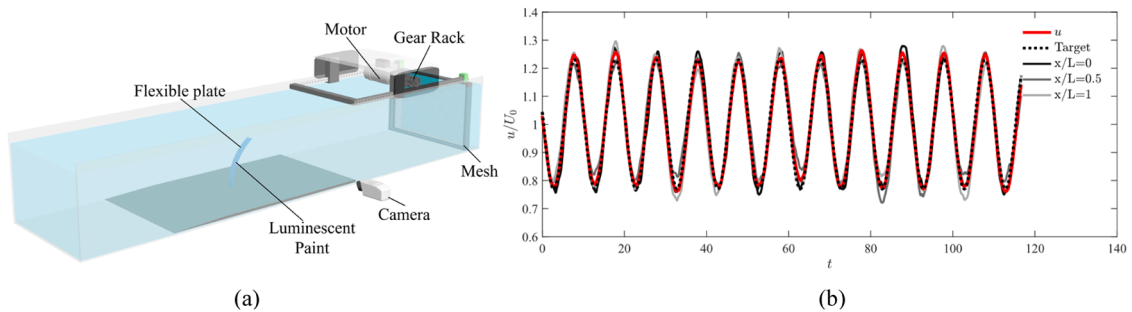 Motor
Gear Rack
Flexible plate
Mesh
Camera
Luminescent
Paint
(a)
1.4
1.3
1.2
1.1
1
0.9
0.8
0.7
0.6
0
20
40
60
80
100
120
140
u/U₀
t
u
Target
x/L=0
x/L=0.5
x/L=1
(b)